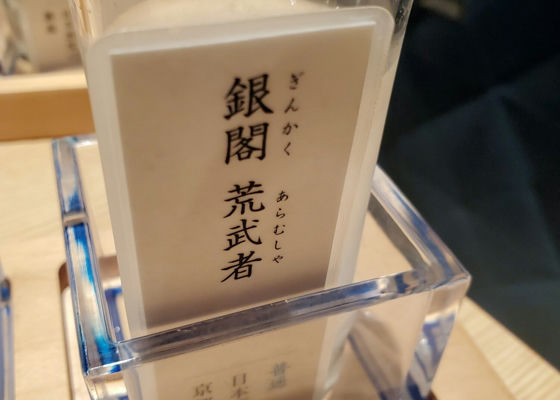 銀閣 荒武者
ぎんかく あらむしゃ
普通
日本
京